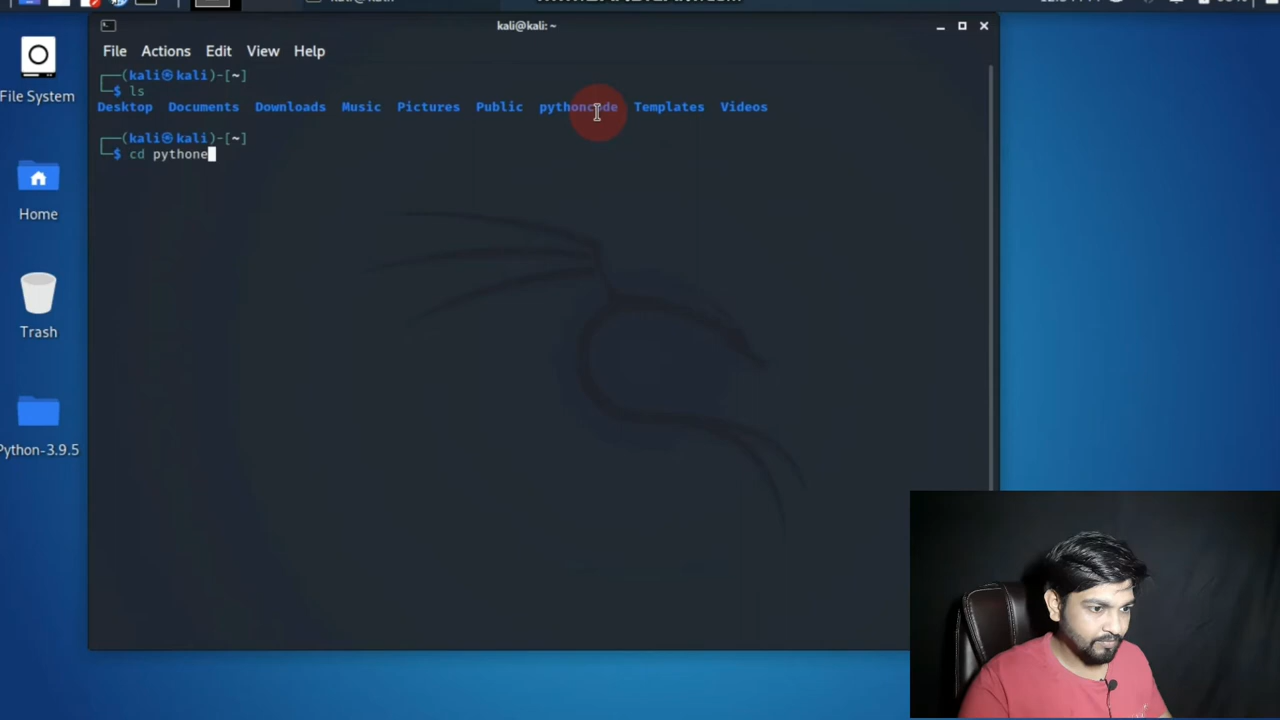 kali@kali: ~
File Actions Edit View Help
File System
┌──(kali㉿kali)-[~]
└─$ ls
Desktop Documents Downloads Music Pictures Public pythoncode Templates Videos
┌──(kali㉿kali)-[~]
└─$ cd pythone
Home
Trash
Python-3.9.5